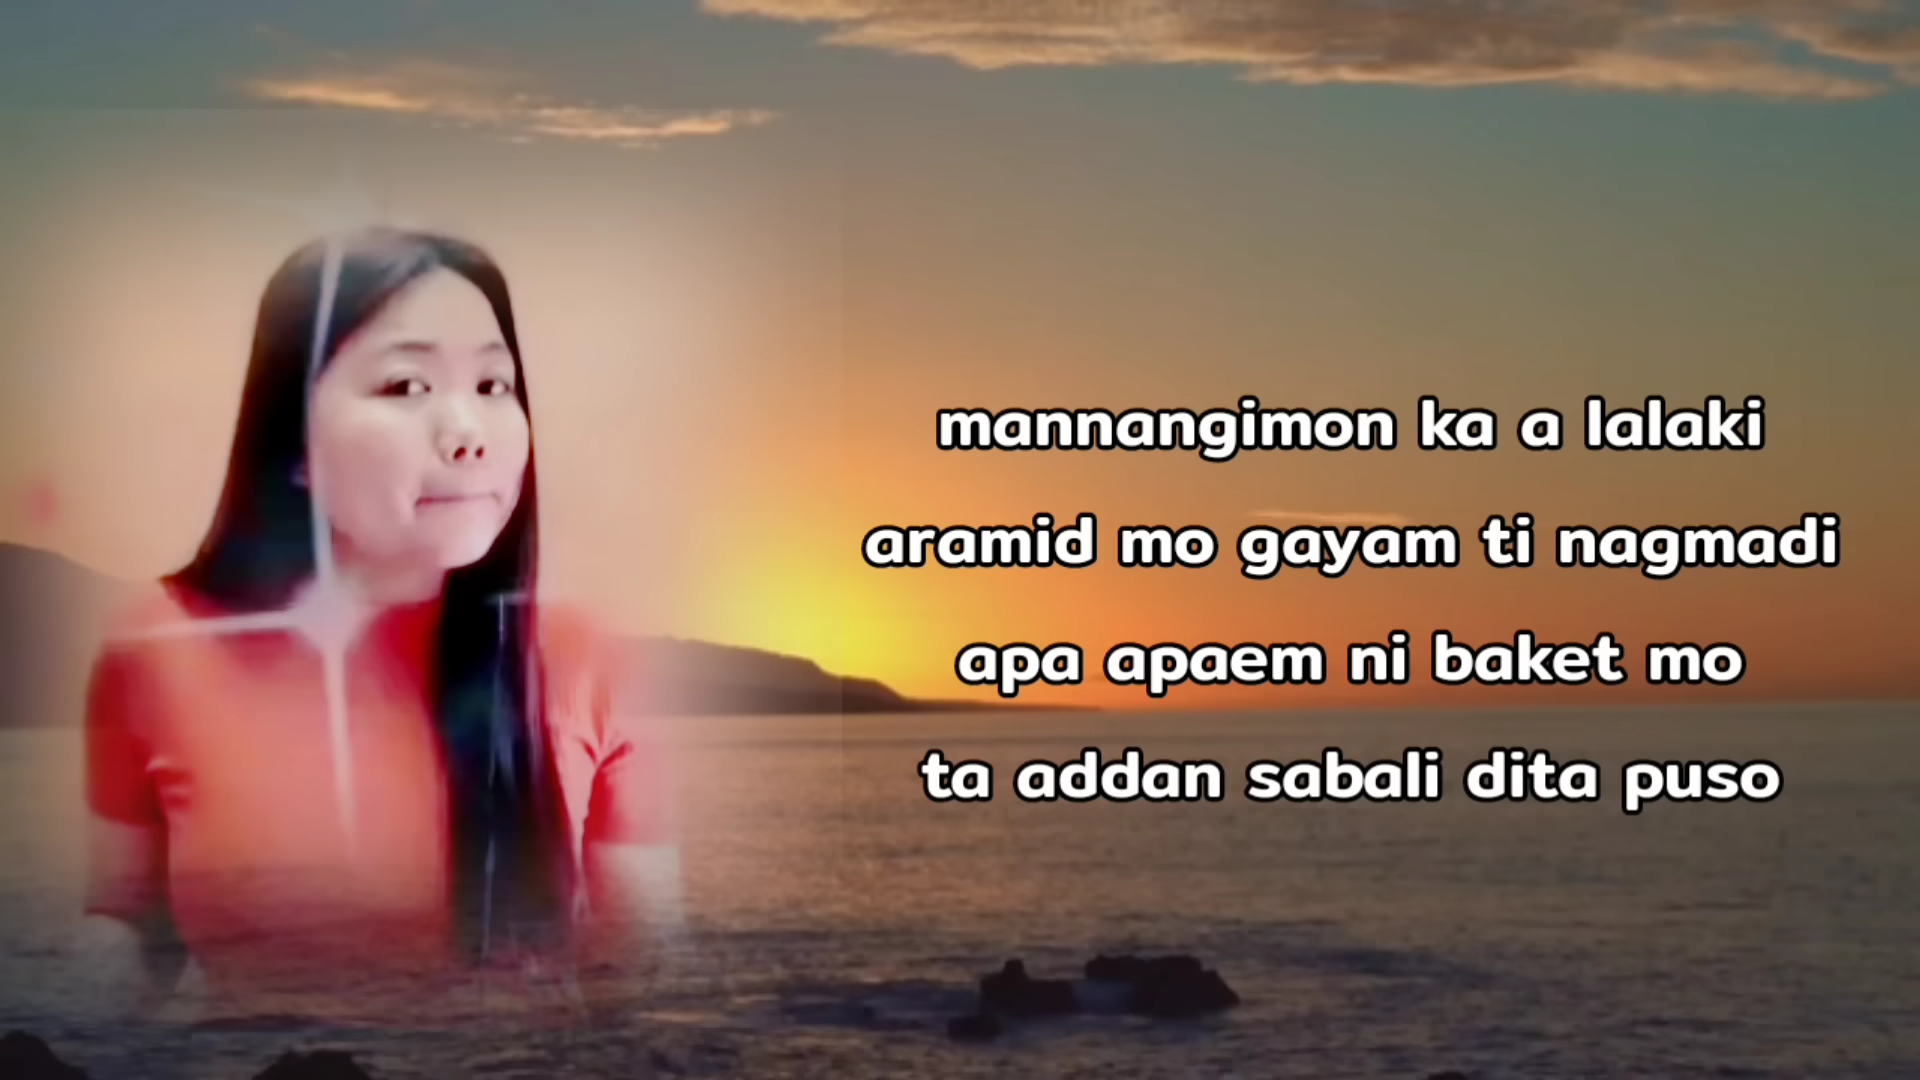 mannangimon ka a lalaki
aramid mo gayam ti nagmadi
apa apaem ni baket mo
ta addan sabali dita puso